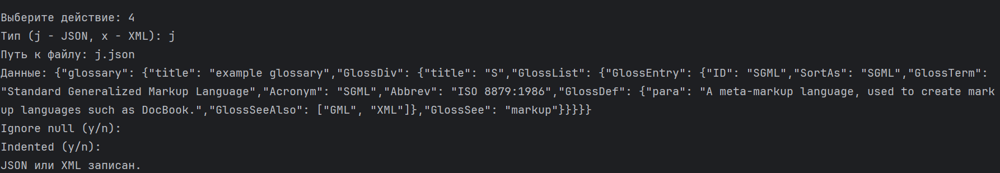 Выберите действие: 4
Тип (j - JSON, x - XML): j
Путь к файлу: j.json
Данные: {"glossary": {"title": "example glossary","GlossDiv": {"title": "S","GlossList": {"GlossEntry": {"ID": "SGML","SortAs": "SGML","GlossTerm":
"Standard Generalized Markup Language","Acronym": "SGML","Abbrev": "ISO 8879:1986","GlossDef": {"para": "A meta-markup language, used to create mark
up languages such as DocBook.","GlossSeeAlso": ["GML", "XML"]},"GlossSee": "markup"}}}}}
Ignore null (y/n):
Indented (y/n):
JSON или XML записан.